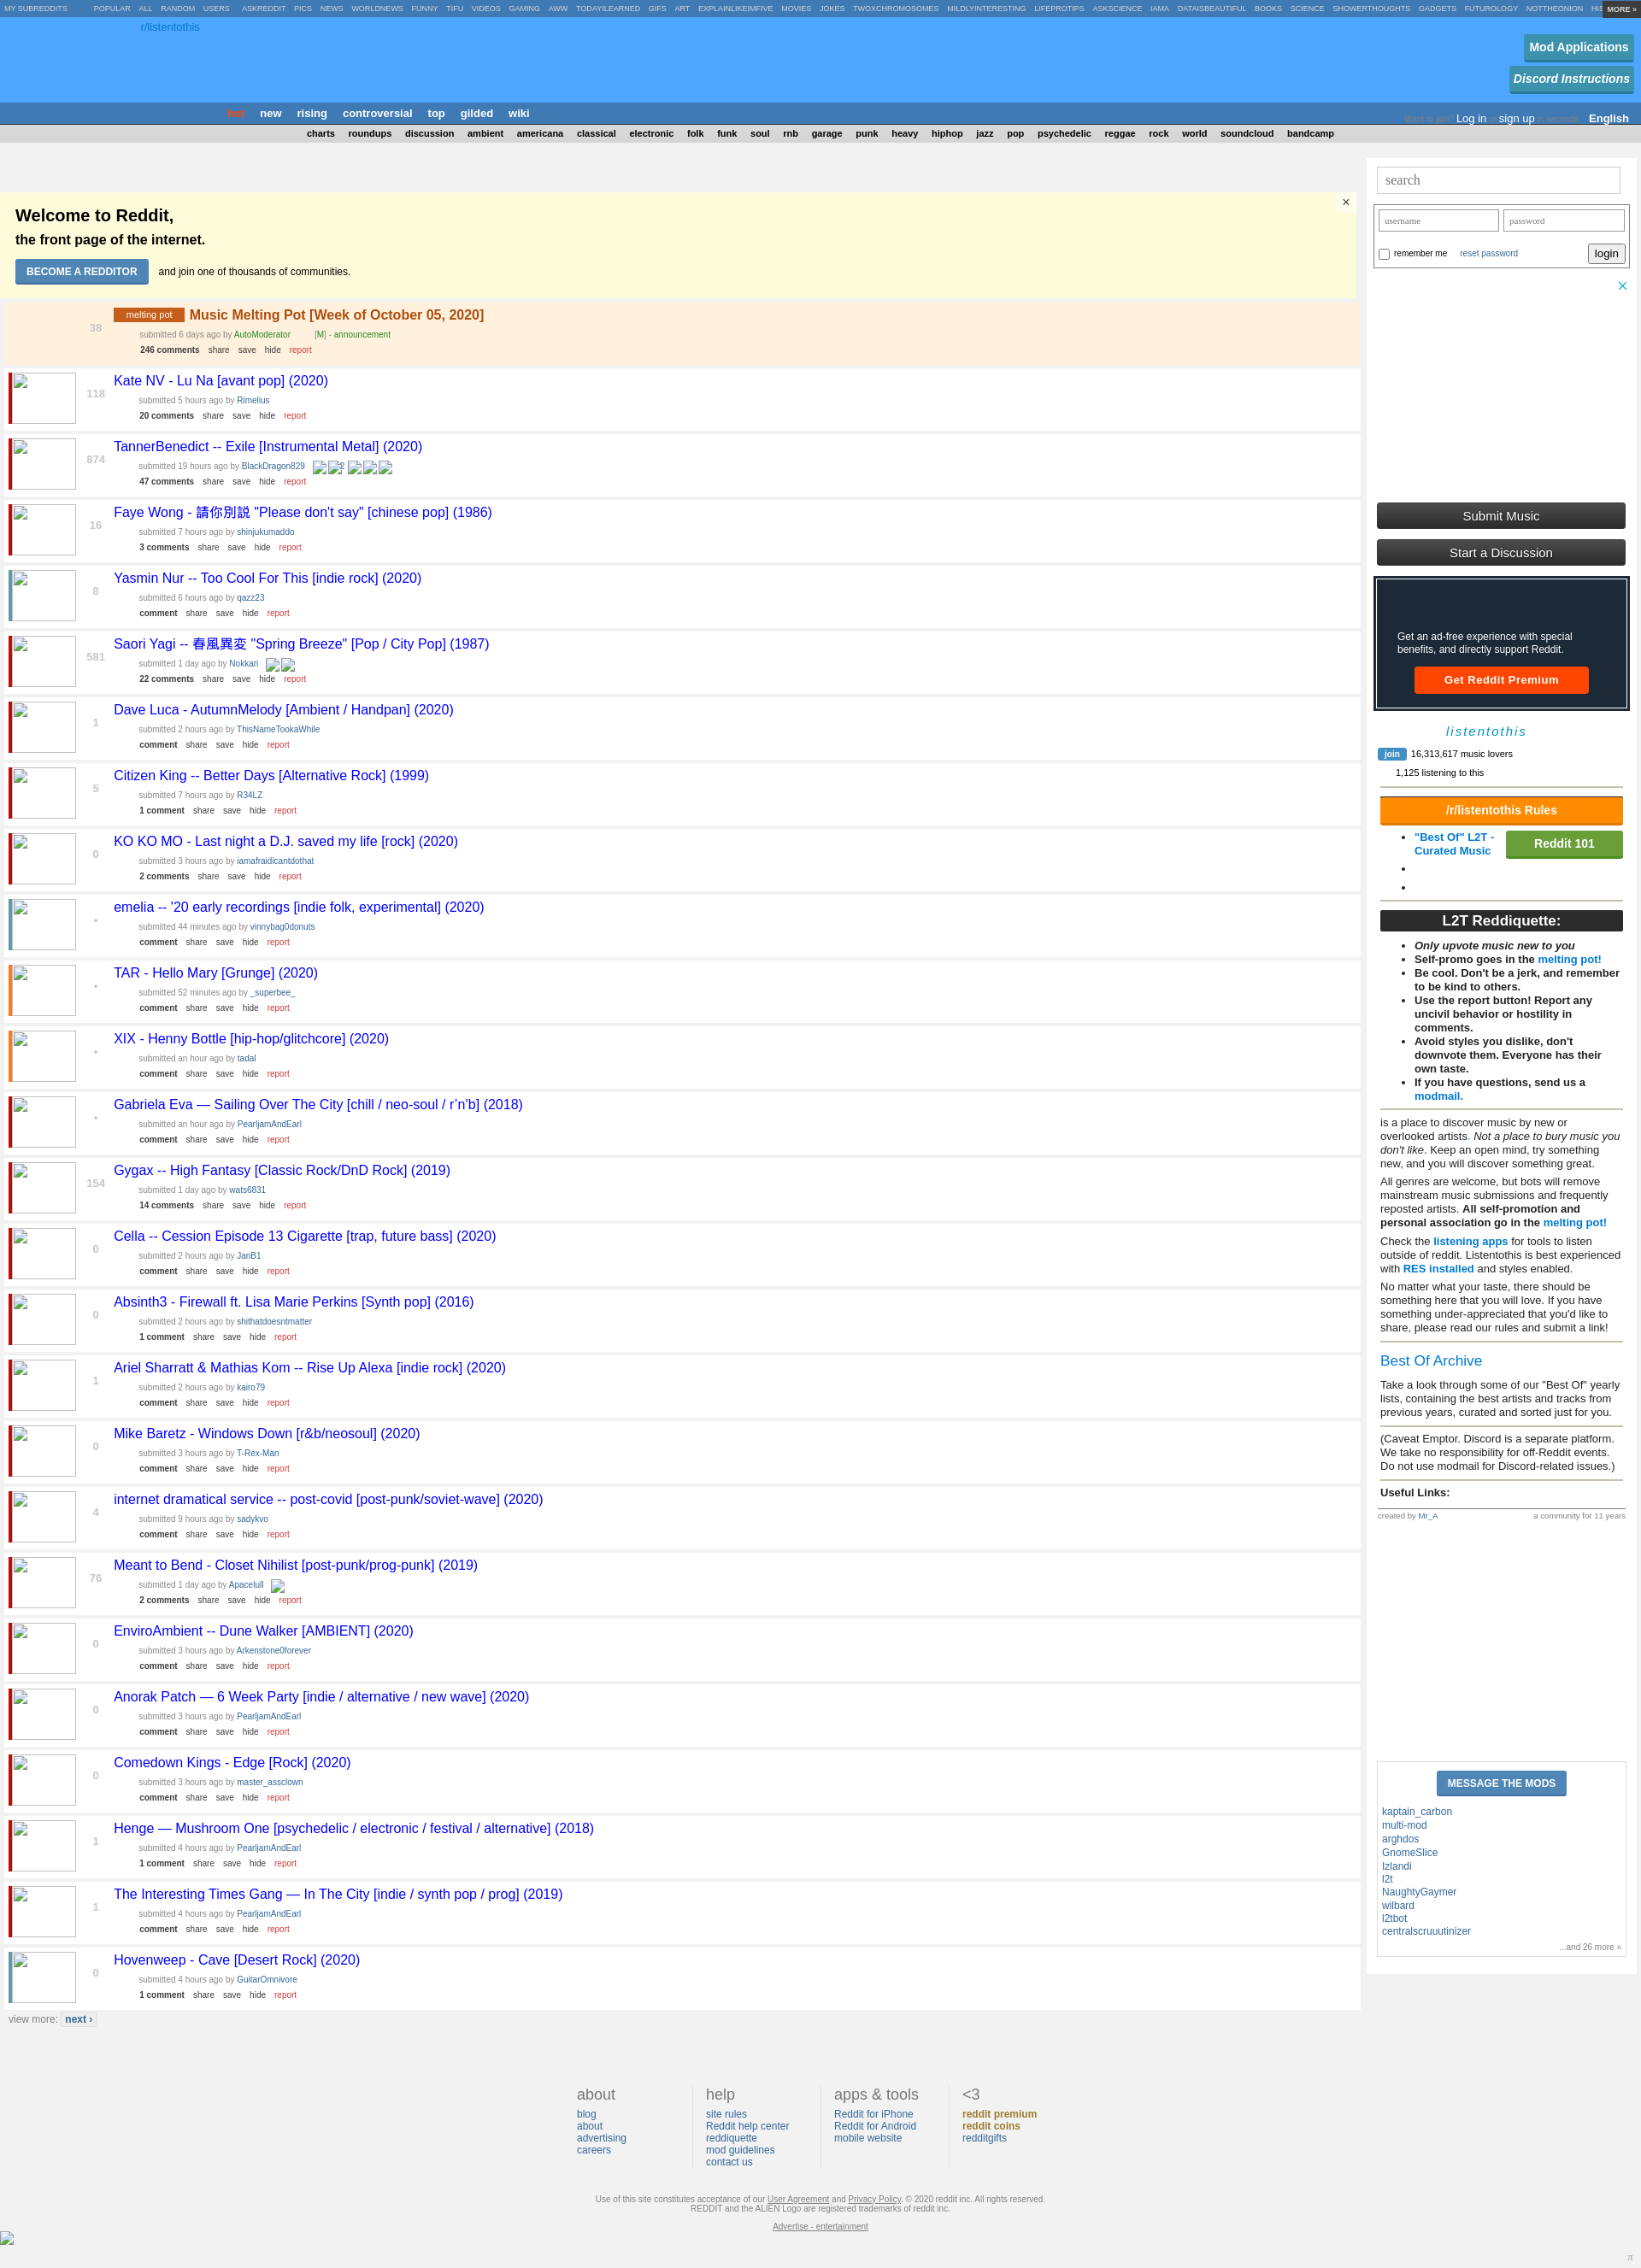 MY SUBREDDITS POPULAR ALL RANDOM USERS ASKREDDIT PICS NEWS WORLDNEWS FUNNY TIFU VIDEOS GAMING AWW TODAYILEARNED GIFS ART EXPLAINLIKEIMFIVE MOVIES JOKES TWOXCHROMOSOMES MILDLYINTERESTING LIFEPROTIPS ASKSCIENCE IAMA DATAISBEAUTIFUL BOOKS SCIENCE SHOWERTHOUGHTS GADGETS FUTUROLOGY NOTTHEONION MORE »
r/listentothis
Mod Applications
Discord Instructions
hot new rising controversial top gilded wiki
Want to join? Log in or sign up in seconds. English
charts roundups discussion ambient americana classical electronic folk funk soul rnb garage punk heavy hiphop jazz pop psychedelic reggae rock world soundcloud bandcamp
Welcome to Reddit,
the front page of the internet.
BECOME A REDDITOR and join one of thousands of communities.
×
melting pot Music Melting Pot [Week of October 05, 2020]
38
submitted 6 days ago by AutoModerator [M] - announcement
246 comments share save hide report
Kate NV - Lu Na [avant pop] (2020)
118
submitted 5 hours ago by Rimelius
20 comments share save hide report
TannerBenedict -- Exile [Instrumental Metal] (2020)
874
submitted 19 hours ago by BlackDragon829 2
47 comments share save hide report
Faye Wong - 請你別説 "Please don't say" [chinese pop] (1986)
16
submitted 7 hours ago by shinjukumaddo
3 comments share save hide report
Yasmin Nur -- Too Cool For This [indie rock] (2020)
8
submitted 6 hours ago by qazz23
comment share save hide report
Saori Yagi -- 春風異変 "Spring Breeze" [Pop / City Pop] (1987)
581
submitted 1 day ago by Nokkari
22 comments share save hide report
Dave Luca - AutumnMelody [Ambient / Handpan] (2020)
1
submitted 2 hours ago by ThisNameTookaWhile
comment share save hide report
Citizen King -- Better Days [Alternative Rock] (1999)
5
submitted 7 hours ago by R34LZ
1 comment share save hide report
KO KO MO - Last night a D.J. saved my life [rock] (2020)
0
submitted 3 hours ago by iamafraidicantdothat
2 comments share save hide report
emelia -- '20 early recordings [indie folk, experimental] (2020)
•
submitted 44 minutes ago by vinnybag0donuts
comment share save hide report
TAR - Hello Mary [Grunge] (2020)
•
submitted 52 minutes ago by _superbee_
comment share save hide report
XIX - Henny Bottle [hip-hop/glitchcore] (2020)
•
submitted an hour ago by tadal
comment share save hide report
Gabriela Eva — Sailing Over The City [chill / neo-soul / r’n’b] (2018)
•
submitted an hour ago by PearljamAndEarl
comment share save hide report
Gygax -- High Fantasy [Classic Rock/DnD Rock] (2019)
154
submitted 1 day ago by wats6831
14 comments share save hide report
Cella -- Cession Episode 13 Cigarette [trap, future bass] (2020)
0
submitted 2 hours ago by JanB1
comment share save hide report
Absinth3 - Firewall ft. Lisa Marie Perkins [Synth pop] (2016)
0
submitted 2 hours ago by shithatdoesntmatter
1 comment share save hide report
Ariel Sharratt & Mathias Kom -- Rise Up Alexa [indie rock] (2020)
1
submitted 2 hours ago by kairo79
comment share save hide report
Mike Baretz - Windows Down [r&b/neosoul] (2020)
0
submitted 3 hours ago by T-Rex-Man
comment share save hide report
internet dramatical service -- post-covid [post-punk/soviet-wave] (2020)
4
submitted 9 hours ago by sadykvo
comment share save hide report
Meant to Bend - Closet Nihilist [post-punk/prog-punk] (2019)
76
submitted 1 day ago by Apacelull
2 comments share save hide report
EnviroAmbient -- Dune Walker [AMBIENT] (2020)
0
submitted 3 hours ago by Arkenstone0forever
comment share save hide report
Anorak Patch — 6 Week Party [indie / alternative / new wave] (2020)
0
submitted 3 hours ago by PearljamAndEarl
comment share save hide report
Comedown Kings - Edge [Rock] (2020)
0
submitted 3 hours ago by master_assclown
comment share save hide report
Henge — Mushroom One [psychedelic / electronic / festival / alternative] (2018)
1
submitted 4 hours ago by PearljamAndEarl
1 comment share save hide report
The Interesting Times Gang — In The City [indie / synth pop / prog] (2019)
1
submitted 4 hours ago by PearljamAndEarl
comment share save hide report
Hovenweep - Cave [Desert Rock] (2020)
0
submitted 4 hours ago by GuitarOmnivore
1 comment share save hide report
view more: next ›
search
username password
remember me reset password login
Submit Music
Start a Discussion
Get an ad-free experience with special
benefits, and directly support Reddit.
Get Reddit Premium
listentothis
join 16,313,617 music lovers
1,125 listening to this
/r/listentothis Rules
"Best Of" L2T -
Curated Music
Reddit 101
L2T Reddiquette:
Only upvote music new to you
Self-promo goes in the melting pot!
Be cool. Don't be a jerk, and remember
to be kind to others.
Use the report button! Report any
uncivil behavior or hostility in
comments.
Avoid styles you dislike, don't
downvote them. Everyone has their
own taste.
If you have questions, send us a
modmail.
is a place to discover music by new or
overlooked artists. Not a place to bury music you
don't like. Keep an open mind, try something
new, and you will discover something great.
All genres are welcome, but bots will remove
mainstream music submissions and frequently
reposted artists. All self-promotion and
personal association go in the melting pot!
Check the listening apps for tools to listen
outside of reddit. Listentothis is best experienced
with RES installed and styles enabled.
No matter what your taste, there should be
something here that you will love. If you have
something under-appreciated that you'd like to
share, please read our rules and submit a link!
Best Of Archive
Take a look through some of our "Best Of" yearly
lists, containing the best artists and tracks from
previous years, curated and sorted just for you.
(Caveat Emptor. Discord is a separate platform.
We take no responsibility for off-Reddit events.
Do not use modmail for Discord-related issues.)
Useful Links:
created by Mr_A a community for 11 years
MESSAGE THE MODS
kaptain_carbon
multi-mod
arghdos
GnomeSlice
Izlandi
l2t
NaughtyGaymer
wilbard
l2tbot
centralscruuutinizer
...and 26 more »
about
blog
about
advertising
careers
help
site rules
Reddit help center
reddiquette
mod guidelines
contact us
apps & tools
Reddit for iPhone
Reddit for Android
mobile website
<3
reddit premium
reddit coins
redditgifts
Use of this site constitutes acceptance of our User Agreement and Privacy Policy. © 2020 reddit inc. All rights reserved.
REDDIT and the ALIEN Logo are registered trademarks of reddit inc.
Advertise - entertainment
π